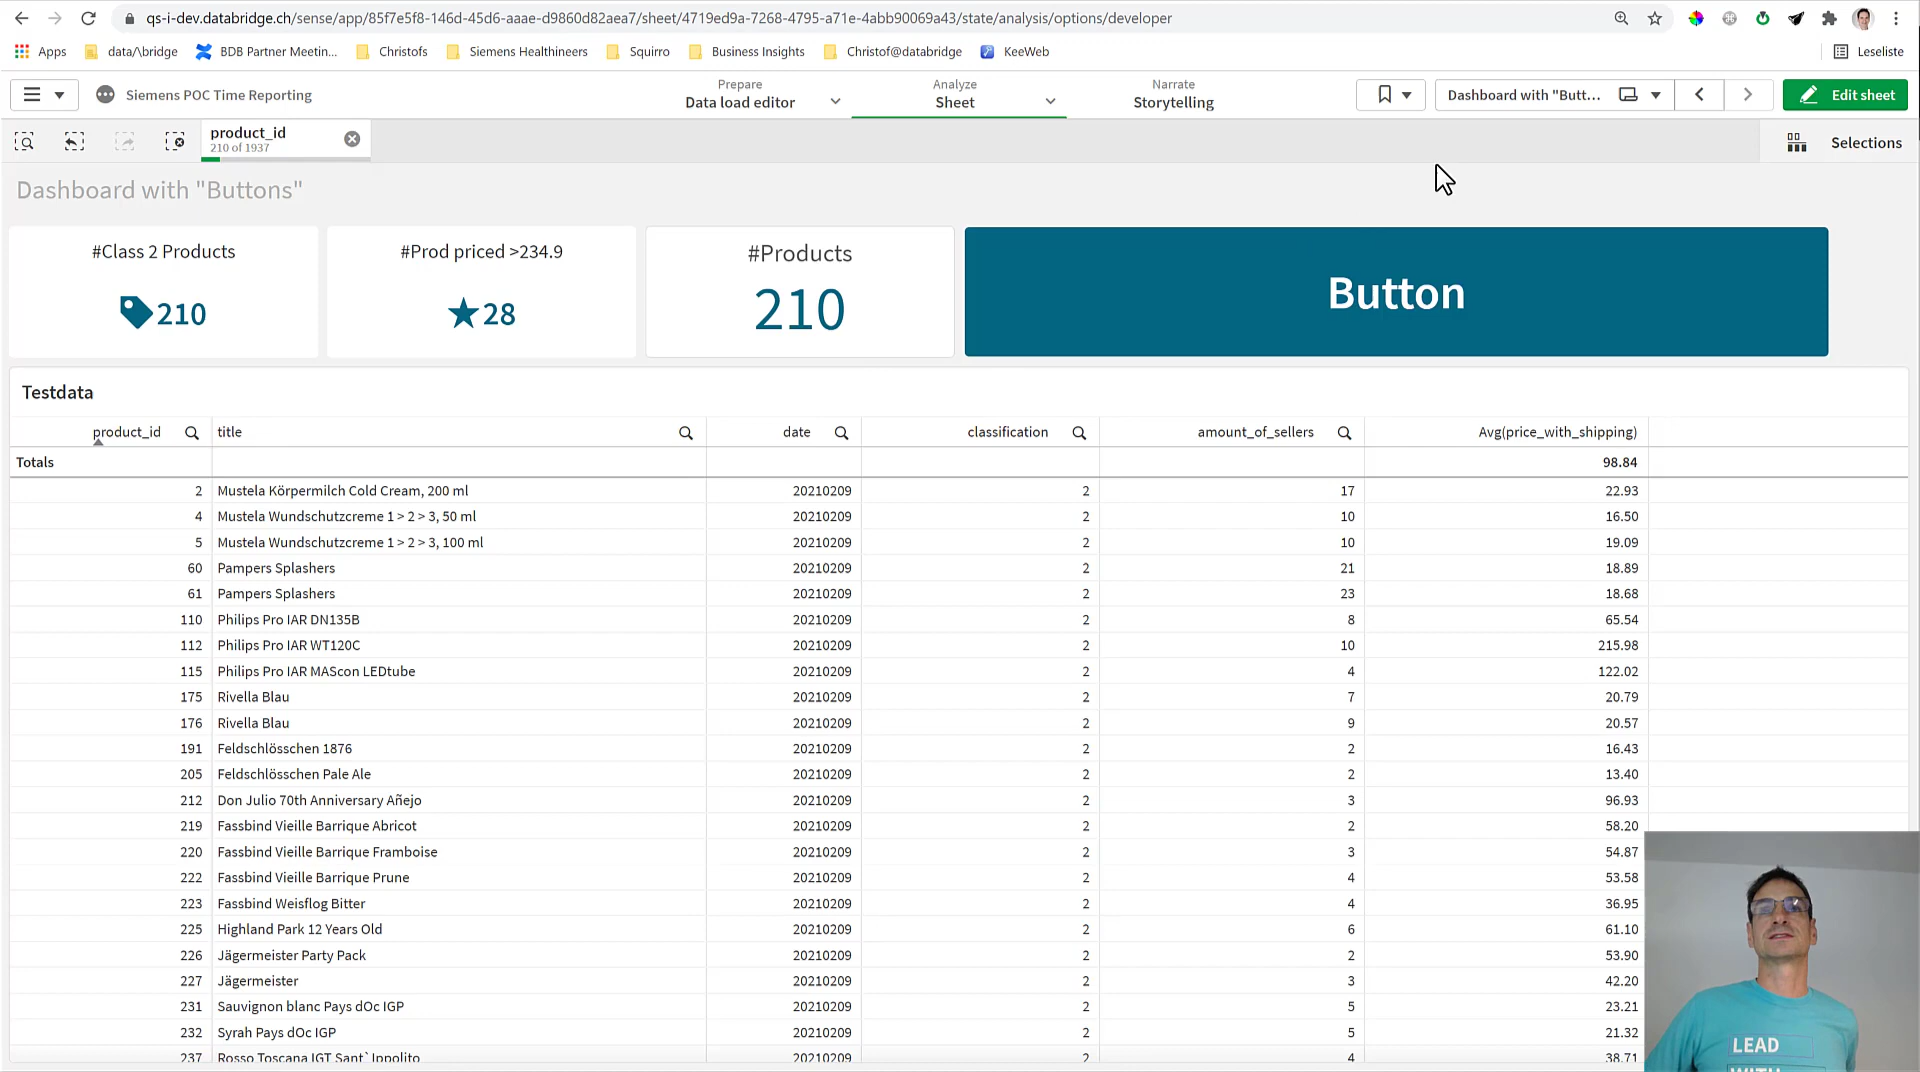 qs-i-dev.databridge.ch/sense/app/85f7e5f8-146d-45d6-aaae-d9860d82aea7/sheet/4719ed9a-7268-4795-a71e-4abb90069a43/state/analysis/options/developer
Apps data/\bridge BDB Partner Meetin... Christofs Siemens Healthineers Squirro Business Insights Christof@databridge KeeWeb Leseliste
Siemens POC Time Reporting
Prepare
Data load editor
Analyze
Sheet
Narrate
Storytelling
Dashboard with "Butt...
Edit sheet
product_id
210 of 1937
Selections
Dashboard with "Buttons"
#Class 2 Products
210
#Prod priced >234.9
28
#Products
210
Button
Testdata
product_id title date classification amount_of_sellers Avg(price_with_shipping)
Totals 98.84
2 Mustela Körpermilch Cold Cream, 200 ml 20210209 2 17 22.93
4 Mustela Wundschutzcreme 1 > 2 > 3, 50 ml 20210209 2 10 16.50
5 Mustela Wundschutzcreme 1 > 2 > 3, 100 ml 20210209 2 10 19.09
60 Pampers Splashers 20210209 2 21 18.89
61 Pampers Splashers 20210209 2 23 18.68
110 Philips Pro IAR DN135B 20210209 2 8 65.54
112 Philips Pro IAR WT120C 20210209 2 10 215.98
115 Philips Pro IAR MAScon LEDtube 20210209 2 4 122.02
175 Rivella Blau 20210209 2 7 20.79
176 Rivella Blau 20210209 2 9 20.57
191 Feldschlösschen 1876 20210209 2 2 16.43
205 Feldschlösschen Pale Ale 20210209 2 2 13.40
212 Don Julio 70th Anniversary Añejo 20210209 2 3 96.93
219 Fassbind Vieille Barrique Abricot 20210209 2 2 58.20
220 Fassbind Vieille Barrique Framboise 20210209 2 3 54.87
222 Fassbind Vieille Barrique Prune 20210209 2 4 53.58
223 Fassbind Weisflog Bitter 20210209 2 4 36.95
225 Highland Park 12 Years Old 20210209 2 6 61.10
226 Jägermeister Party Pack 20210209 2 2 53.90
227 Jägermeister 20210209 2 3 42.20
231 Sauvignon blanc Pays dOc IGP 20210209 2 5 23.21
232 Syrah Pays dOc IGP 20210209 2 5 21.32
237 Rosso Toscana IGT Sant`Ippolito 20210209 2 4 38.71
LEAD
WITH